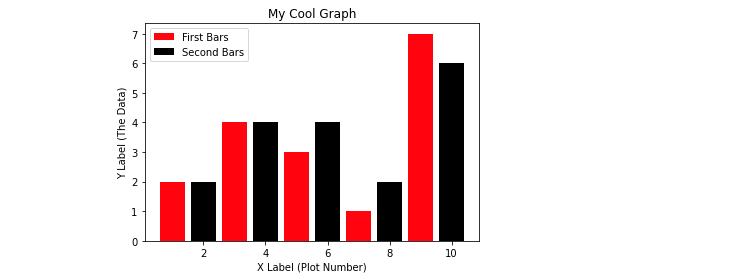 My Cool Graph
First Bars
Second Bars
Y Label (The Data)
7
6
5
4
3
2
1
0
2 4 6 8 10
X Label (Plot Number)